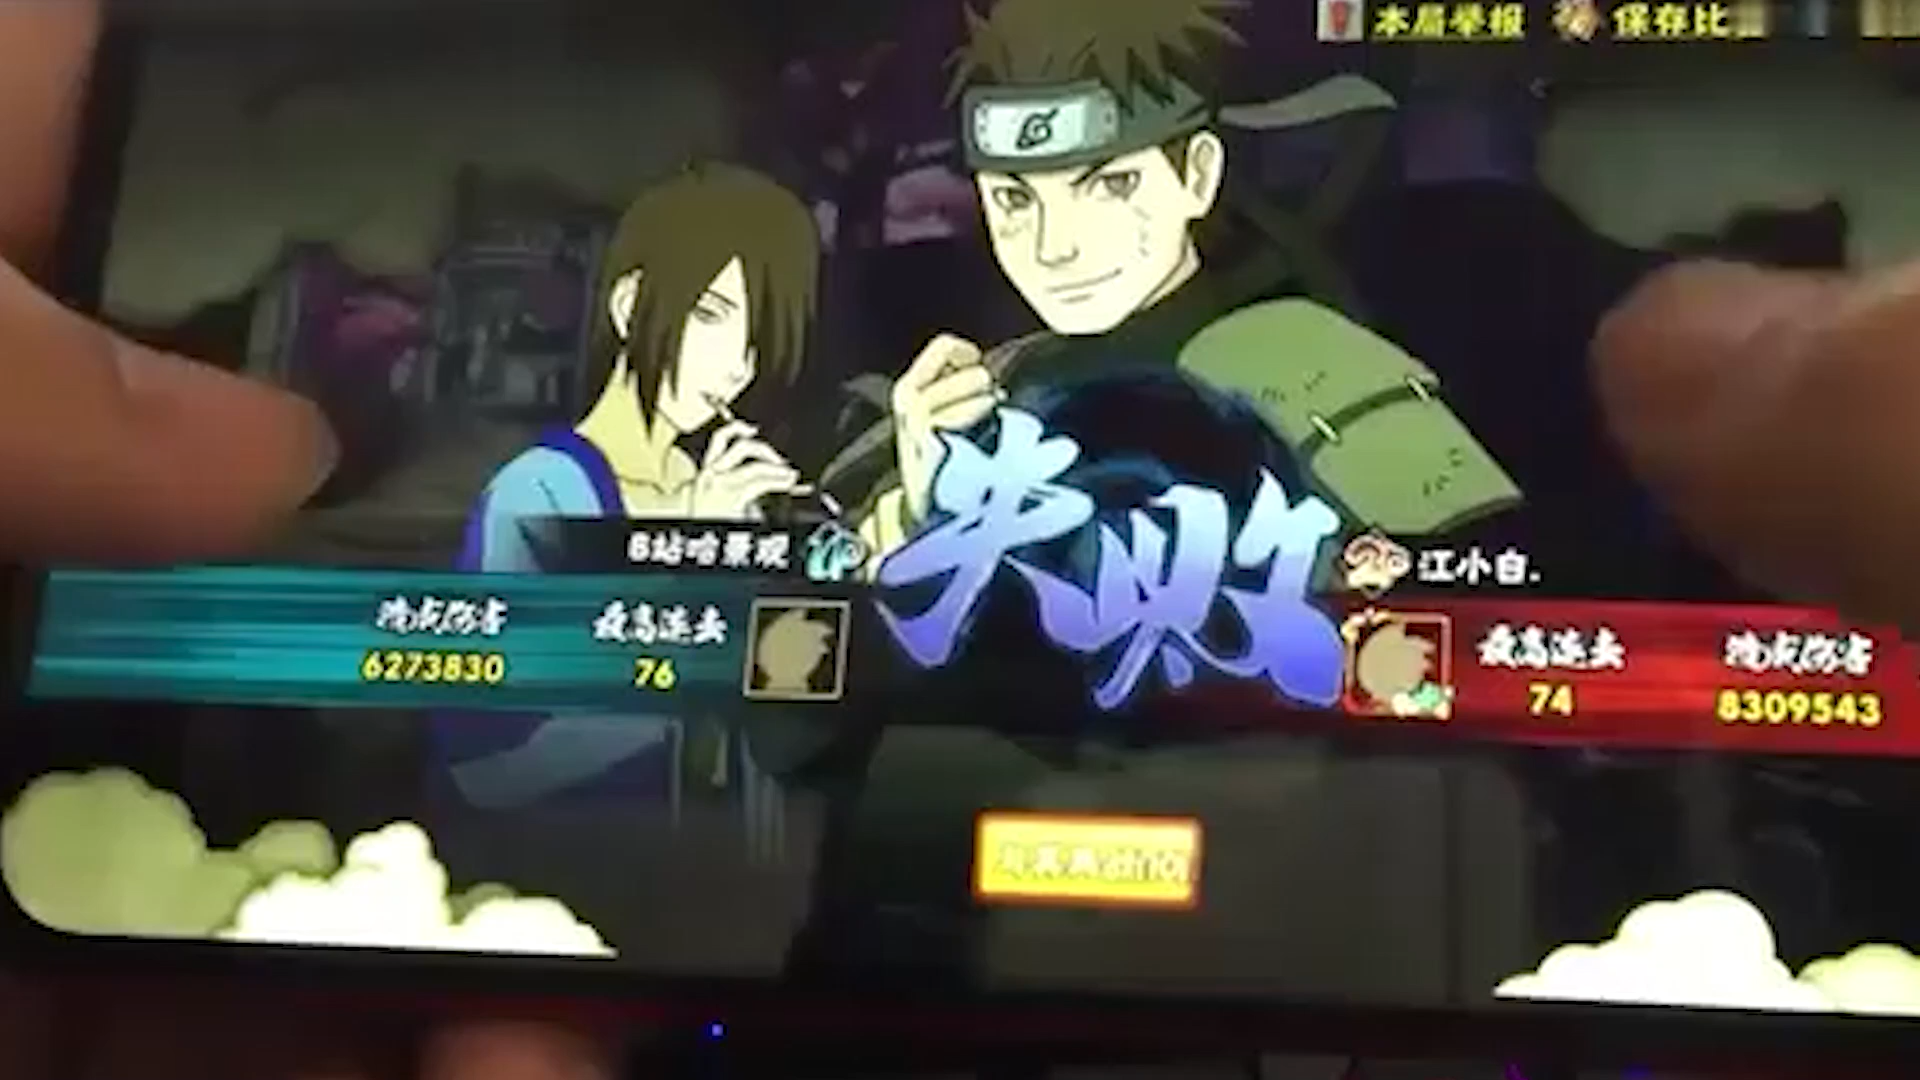 本局举报 保存比
B站哈景观
失败
江小白.
造成伤害 最高连击
6273830 76
最高连击 造成伤害
74 8309543